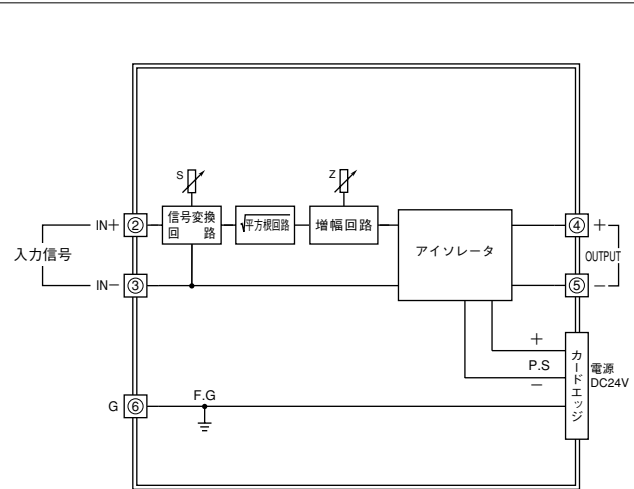 S
Z
IN+
②
信号変換
回 路
√平方根回路
増幅回路
アイソレータ
④
+
入力信号
OUTPUT
IN−
③
⑤
−
+
P.S
−
カードエッジ
電源
DC24V
G
⑥
F.G